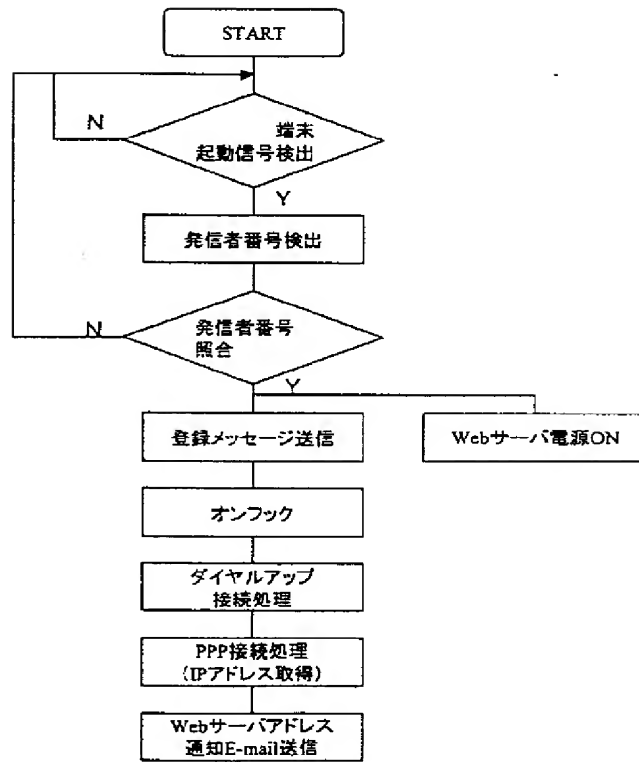 START
N
端末
起動信号検出
Y
発信者番号検出
N
発信者番号
照合
Y
登録メッセージ送信
Webサーバ電源ON
オンフック
ダイヤルアップ
接続処理
PPP接続処理
(IPアドレス取得)
Webサーバアドレス
通知E-mail送信